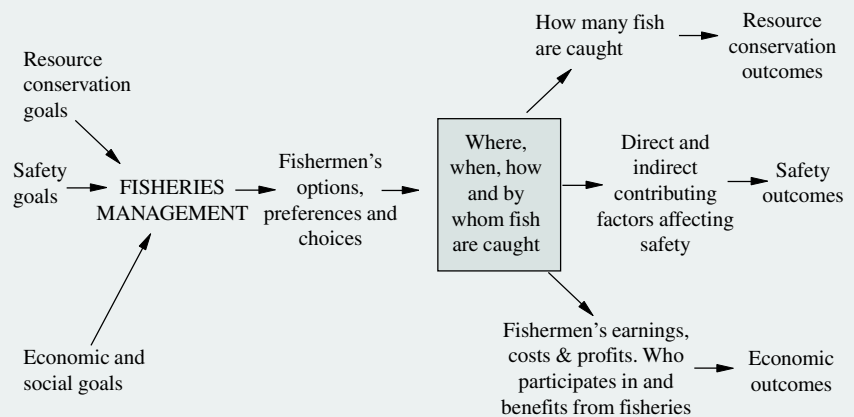 Resource
conservation
goals
Safety
goals
Economic and
social goals
FISHERIES
MANAGEMENT
Fishermen's
options,
preferences and
choices
Where,
when, how
and by
whom fish
are caught
How many fish
are caught
Resource
conservation
outcomes
Direct and
indirect
contributing
factors affecting
safety
Safety
outcomes
Fishermen's earnings,
costs & profits. Who
participates in and
benefits from fisheries
Economic
outcomes